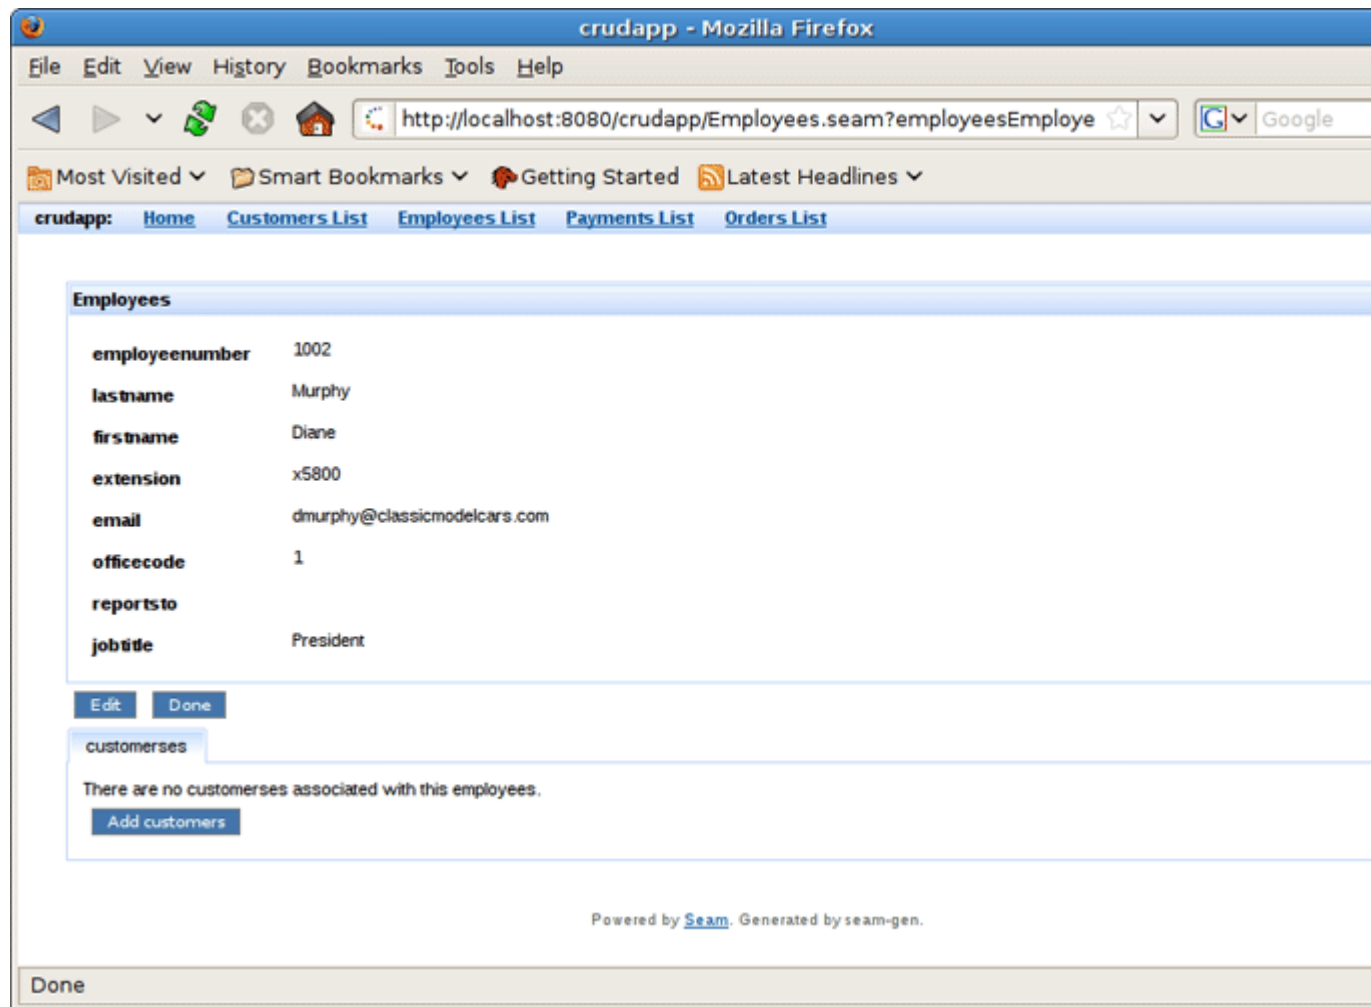 crudapp - Mozilla Firefox
File Edit View History Bookmarks Tools Help
http://localhost:8080/crudapp/Employees.seam?employeesEmploye G Google
Most Visited Smart Bookmarks Getting Started Latest Headlines
crudapp: Home Customers List Employees List Payments List Orders List
Employees
employeenumber 1002
lastname Murphy
firstname Diane
extension x5800
email dmurphy@classicmodelcars.com
officecode 1
reportsto
jobtitle President
Edit Done
customerses
There are no customerses associated with this employees.
Add customers
Powered by Seam. Generated by seam-gen.
Done